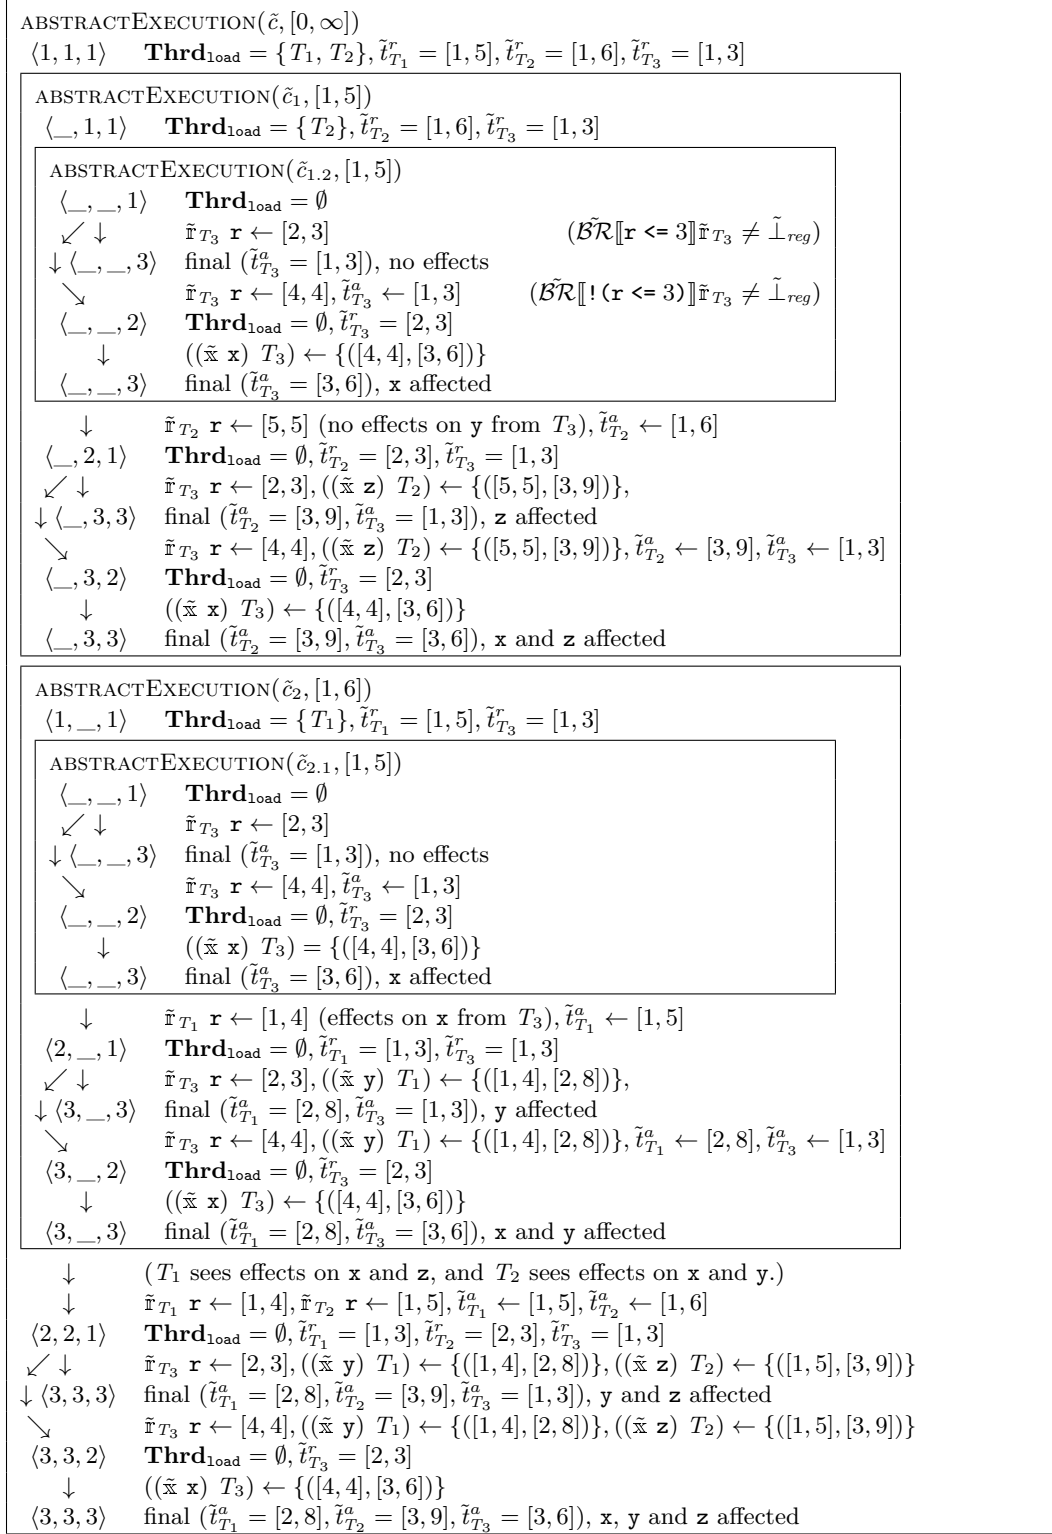 ABSTRACTEXECUTION(c̃, [0, ∞])
⟨1, 1, 1⟩ Thrd_load = {T₁, T₂}, t̃ʳ_T₁ = [1, 5], t̃ʳ_T₂ = [1, 6], t̃ʳ_T₃ = [1, 3]
ABSTRACTEXECUTION(c̃₁, [1, 5])
⟨_, 1, 1⟩ Thrd_load = {T₂}, t̃ʳ_T₂ = [1, 6], t̃ʳ_T₃ = [1, 3]
ABSTRACTEXECUTION(c̃₁.₂, [1, 5])
⟨_, _, 1⟩ Thrd_load = ∅
↙ ↓ 𝕣̃_T₃ r ← [2, 3] (B̃R̃⟦r <= 3⟧𝕣̃_T₃ ≠ ⊥̃_reg)
↓ ⟨_, _, 3⟩ final (t̃ᵃ_T₃ = [1, 3]), no effects
↘ 𝕣̃_T₃ r ← [4, 4], t̃ᵃ_T₃ ← [1, 3] (B̃R̃⟦!(r <= 3)⟧𝕣̃_T₃ ≠ ⊥̃_reg)
⟨_, _, 2⟩ Thrd_load = ∅, t̃ʳ_T₃ = [2, 3]
↓ ((𝕩̃ x) T₃) ← {([4, 4], [3, 6])}
⟨_, _, 3⟩ final (t̃ᵃ_T₃ = [3, 6]), x affected
↓ 𝕣̃_T₂ r ← [5, 5] (no effects on y from T₃), t̃ᵃ_T₂ ← [1, 6]
⟨_, 2, 1⟩ Thrd_load = ∅, t̃ʳ_T₂ = [2, 3], t̃ʳ_T₃ = [1, 3]
↙ ↓ 𝕣̃_T₃ r ← [2, 3], ((𝕩̃ z) T₂) ← {([5, 5], [3, 9])},
↓ ⟨_, 3, 3⟩ final (t̃ᵃ_T₂ = [3, 9], t̃ᵃ_T₃ = [1, 3]), z affected
↘ 𝕣̃_T₃ r ← [4, 4], ((𝕩̃ z) T₂) ← {([5, 5], [3, 9])}, t̃ᵃ_T₂ ← [3, 9], t̃ᵃ_T₃ ← [1, 3]
⟨_, 3, 2⟩ Thrd_load = ∅, t̃ʳ_T₃ = [2, 3]
↓ ((𝕩̃ x) T₃) ← {([4, 4], [3, 6])}
⟨_, 3, 3⟩ final (t̃ᵃ_T₂ = [3, 9], t̃ᵃ_T₃ = [3, 6]), x and z affected
ABSTRACTEXECUTION(c̃₂, [1, 6])
⟨1, _, 1⟩ Thrd_load = {T₁}, t̃ʳ_T₁ = [1, 5], t̃ʳ_T₃ = [1, 3]
ABSTRACTEXECUTION(c̃₂.₁, [1, 5])
⟨_, _, 1⟩ Thrd_load = ∅
↙ ↓ 𝕣̃_T₃ r ← [2, 3]
↓ ⟨_, _, 3⟩ final (t̃ᵃ_T₃ = [1, 3]), no effects
↘ 𝕣̃_T₃ r ← [4, 4], t̃ᵃ_T₃ ← [1, 3]
⟨_, _, 2⟩ Thrd_load = ∅, t̃ʳ_T₃ = [2, 3]
↓ ((𝕩̃ x) T₃) = {([4, 4], [3, 6])}
⟨_, _, 3⟩ final (t̃ᵃ_T₃ = [3, 6]), x affected
↓ 𝕣̃_T₁ r ← [1, 4] (effects on x from T₃), t̃ᵃ_T₁ ← [1, 5]
⟨2, _, 1⟩ Thrd_load = ∅, t̃ʳ_T₁ = [1, 3], t̃ʳ_T₃ = [1, 3]
↙ ↓ 𝕣̃_T₃ r ← [2, 3], ((𝕩̃ y) T₁) ← {([1, 4], [2, 8])},
↓ ⟨3, _, 3⟩ final (t̃ᵃ_T₁ = [2, 8], t̃ᵃ_T₃ = [1, 3]), y affected
↘ 𝕣̃_T₃ r ← [4, 4], ((𝕩̃ y) T₁) ← {([1, 4], [2, 8])}, t̃ᵃ_T₁ ← [2, 8], t̃ᵃ_T₃ ← [1, 3]
⟨3, _, 2⟩ Thrd_load = ∅, t̃ʳ_T₃ = [2, 3]
↓ ((𝕩̃ x) T₃) ← {([4, 4], [3, 6])}
⟨3, _, 3⟩ final (t̃ᵃ_T₁ = [2, 8], t̃ᵃ_T₃ = [3, 6]), x and y affected
↓ (T₁ sees effects on x and z, and T₂ sees effects on x and y.)
↓ 𝕣̃_T₁ r ← [1, 4], 𝕣̃_T₂ r ← [1, 5], t̃ᵃ_T₁ ← [1, 5], t̃ᵃ_T₂ ← [1, 6]
⟨2, 2, 1⟩ Thrd_load = ∅, t̃ʳ_T₁ = [1, 3], t̃ʳ_T₂ = [2, 3], t̃ʳ_T₃ = [1, 3]
↙ ↓ 𝕣̃_T₃ r ← [2, 3], ((𝕩̃ y) T₁) ← {([1, 4], [2, 8])}, ((𝕩̃ z) T₂) ← {([1, 5], [3, 9])}
↓ ⟨3, 3, 3⟩ final (t̃ᵃ_T₁ = [2, 8], t̃ᵃ_T₂ = [3, 9], t̃ᵃ_T₃ = [1, 3]), y and z affected
↘ 𝕣̃_T₃ r ← [4, 4], ((𝕩̃ y) T₁) ← {([1, 4], [2, 8])}, ((𝕩̃ z) T₂) ← {([1, 5], [3, 9])}
⟨3, 3, 2⟩ Thrd_load = ∅, t̃ʳ_T₃ = [2, 3]
↓ ((𝕩̃ x) T₃) ← {([4, 4], [3, 6])}
⟨3, 3, 3⟩ final (t̃ᵃ_T₁ = [2, 8], t̃ᵃ_T₂ = [3, 9], t̃ᵃ_T₃ = [3, 6]), x, y and z affected